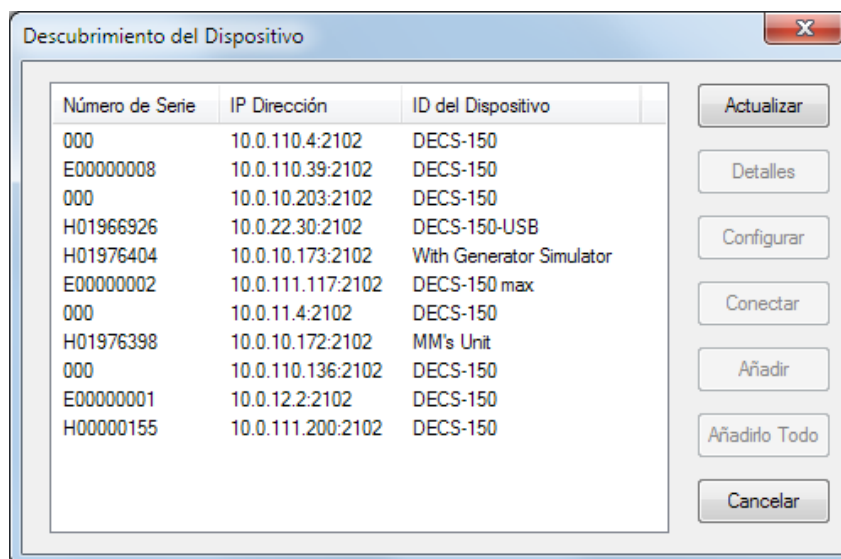 Descubrimiento del Dispositivo
Número de Serie IP Dirección ID del Dispositivo
000 10.0.110.4:2102 DECS-150
E00000008 10.0.110.39:2102 DECS-150
000 10.0.10.203:2102 DECS-150
H01966926 10.0.22.30:2102 DECS-150-USB
H01976404 10.0.10.173:2102 With Generator Simulator
E00000002 10.0.111.117:2102 DECS-150 max
000 10.0.11.4:2102 DECS-150
H01976398 10.0.10.172:2102 MM's Unit
000 10.0.110.136:2102 DECS-150
E00000001 10.0.12.2:2102 DECS-150
H00000155 10.0.111.200:2102 DECS-150
Actualizar
Detalles
Configurar
Conectar
Añadir
Añadirlo Todo
Cancelar